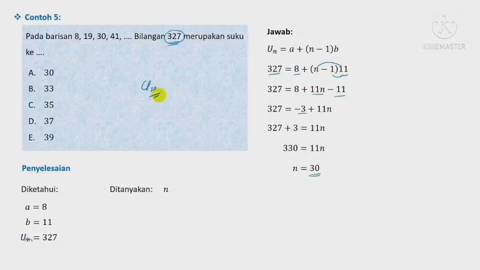 Contoh 5:
Pada barisan 8, 19, 30, 41, .... Bilangan 327 merupakan suku
ke ....
A. 30
B. 33
C. 35
D. 37
E. 39
Penyelesaian
Diketahui: Ditanyakan: n
a = 8
b = 11
Uₙ = 327
Uₙ
Jawab:
Uₙ = a + (n − 1)b
327 = 8 + (n − 1)11
327 = 8 + 11n − 11
327 = −3 + 11n
327 + 3 = 11n
330 = 11n
n = 30
KINEMASTER